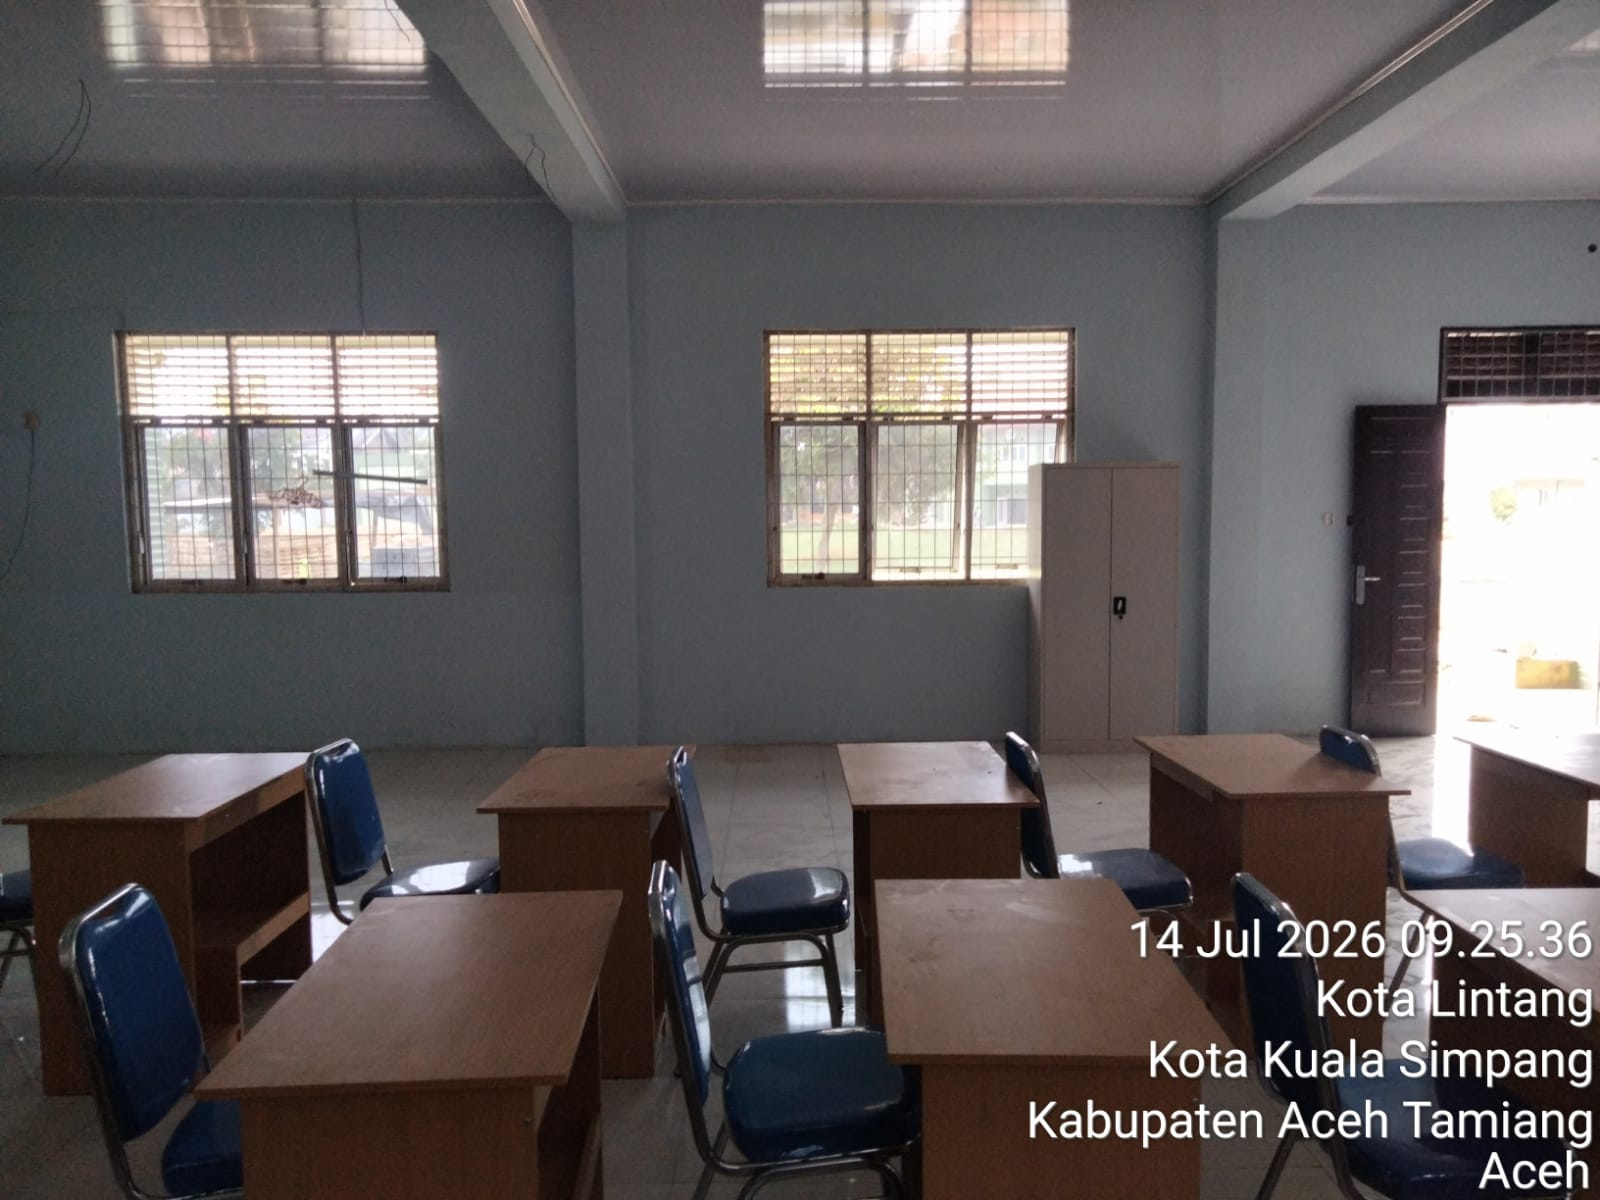 14 Jul 2026 09.25.36
Kota Lintang
Kota Kuala Simpang
Kabupaten Aceh Tamiang
Aceh